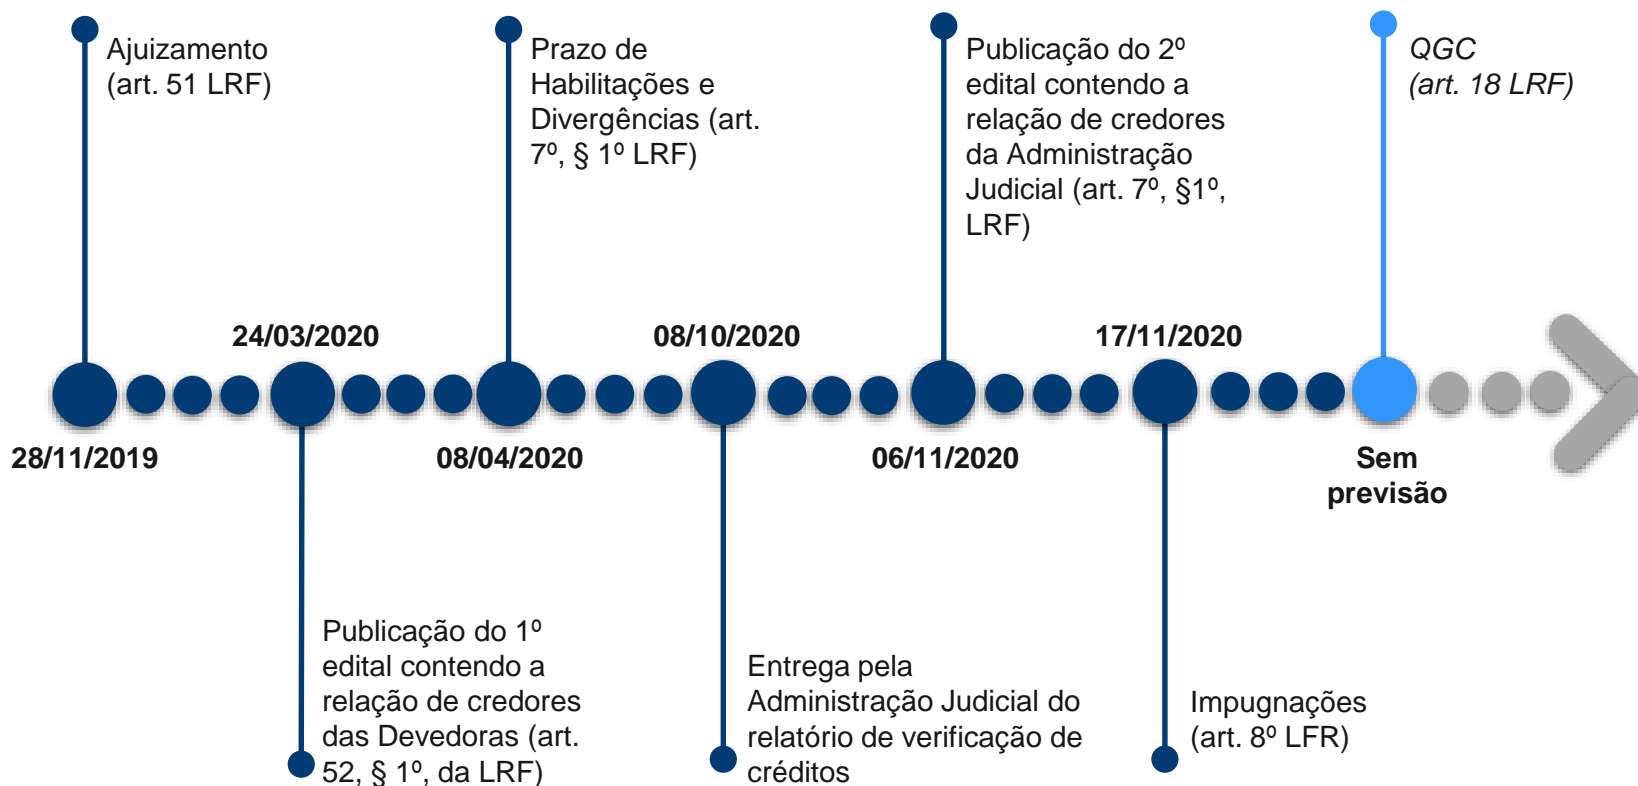 Ajuizamento
(art. 51 LRF)
Prazo de
Habilitações e
Divergências (art.
7º, § 1º LRF)
Publicação do 2º
edital contendo a
relação de credores
da Administração
Judicial (art. 7º, §1º,
LRF)
QGC
(art. 18 LRF)
24/03/2020
08/10/2020
17/11/2020
28/11/2019
08/04/2020
06/11/2020
Sem
previsão
Publicação do 1º
edital contendo a
relação de credores
das Devedoras (art.
52, § 1º, da LRF)
Entrega pela
Administração Judicial do
relatório de verificação de
créditos
Impugnações
(art. 8º LFR)